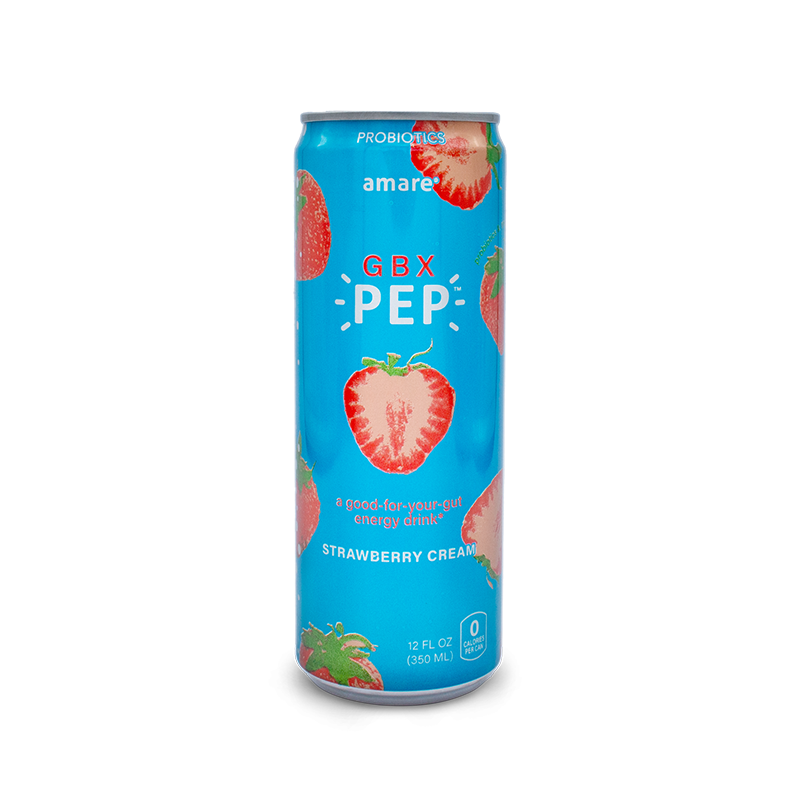 PROBIOTICS
amare®
GBX
PEP™
a good-for-your-gut
energy drink*
STRAWBERRY CREAM
12 FL OZ
(350 ML)
0
CALORIES
PER CAN